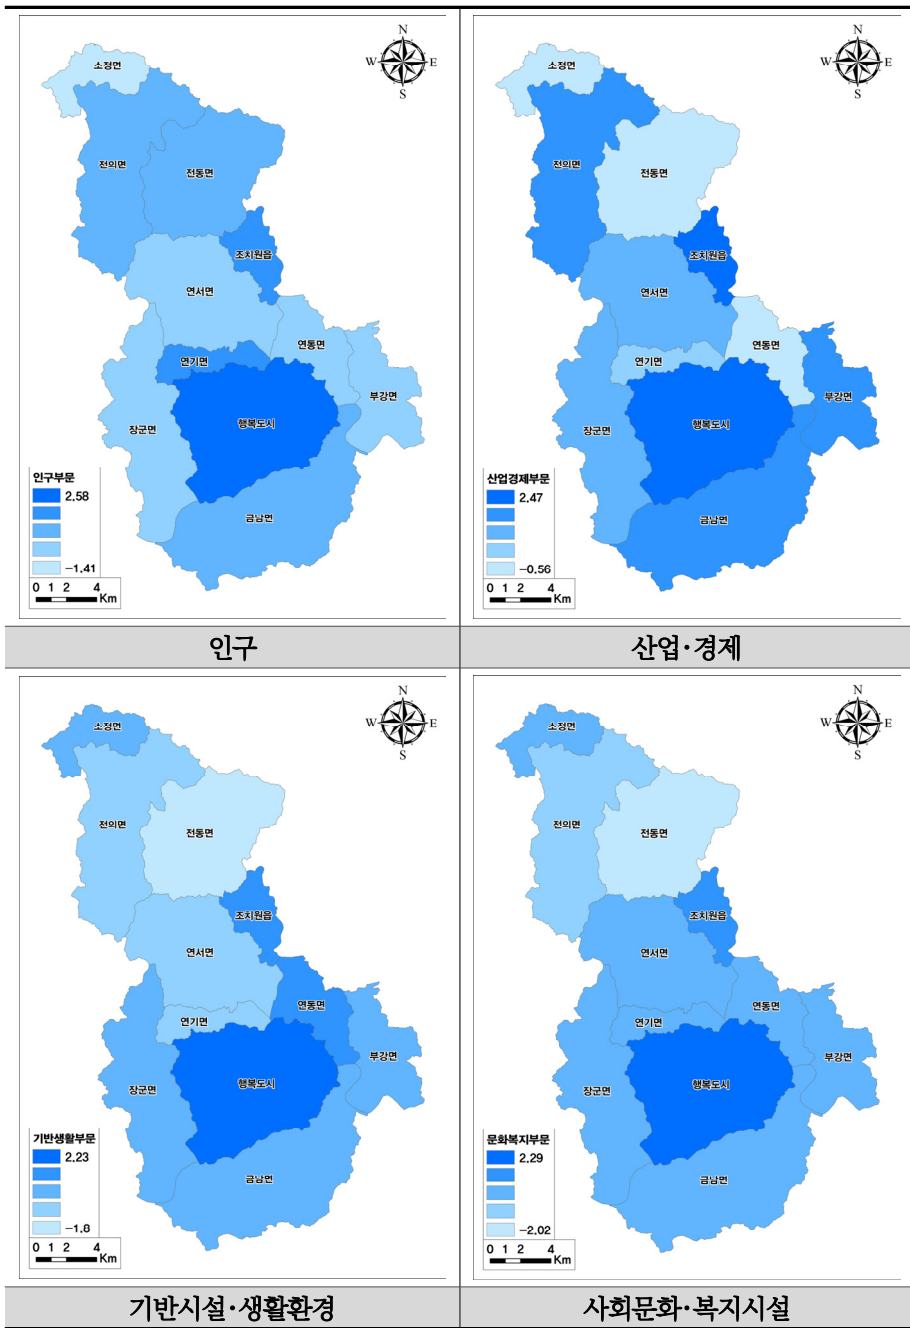 N
W E
S
소정면
전의면
전동면
조치원읍
연서면
연기면
연동면
부강면
장군면
행복도시
금남면
인구부문
2.58
-1.41
0 1 2 4
Km
N
W E
S
소정면
전의면
전동면
조치원읍
연서면
연기면
연동면
부강면
장군면
행복도시
금남면
산업경제부문
2.47
-0.56
0 1 2 4
Km
인구
산업·경제
N
W E
S
소정면
전의면
전동면
조치원읍
연서면
연기면
연동면
부강면
장군면
행복도시
금남면
기반생활부문
2.23
-1.8
0 1 2 4
Km
N
W E
S
소정면
전의면
전동면
조치원읍
연서면
연기면
연동면
부강면
장군면
행복도시
금남면
문화복지부문
2.29
-2.02
0 1 2 4
Km
기반시설·생활환경
사회문화·복지시설